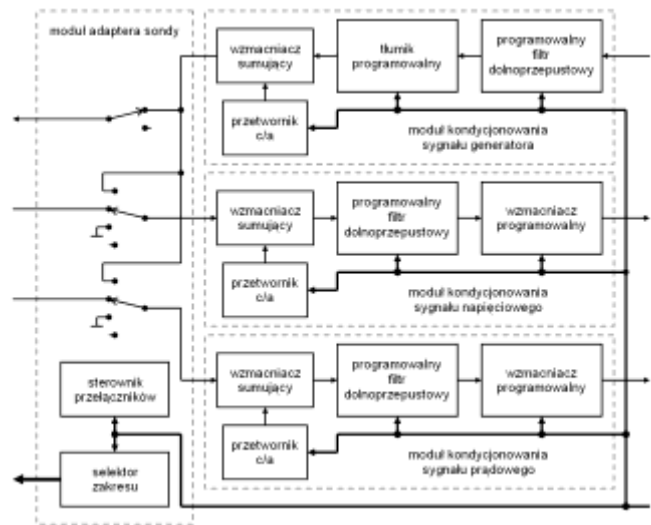 moduł adaptera sondy
wzmacniacz
sumujący
tłumik
programowalny
programowalny
filtr
dolnoprzepustowy
przetwornik
c/a
moduł kondycjonowania
sygnału generatora
wzmacniacz
sumujący
programowalny
filtr
dolnoprzepustowy
wzmacniacz
programowalny
przetwornik
c/a
moduł kondycjonowania
sygnału napięciowego
wzmacniacz
sumujący
programowalny
filtr
dolnoprzepustowy
wzmacniacz
programowalny
przetwornik
c/a
moduł kondycjonowania
sygnału prądowego
sterownik
przełączników
selektor
zakresu